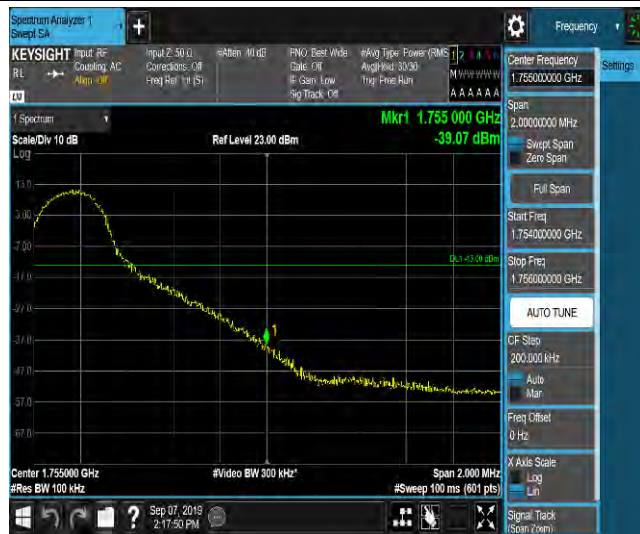 Spectrum Analyzer 1
Swept SA
Frequency
KEYSIGHT
RL
Input: RF
Coupling: AC
Align: Off
Input Z: 50 Ω
Corrections: Off
Freq Ref: Int (S)
#Atten: 40 dB
PNO: Best Wide
Gate: Off
IF Gain: Low
Sig Track: Off
#Avg Type: Power (RMS
Avg|Hold: 30/30
Trig: Free Run
1 2 3 4 5 6
M W W W W W
A A A A A A
Settings
Center Frequency
1.755000000 GHz
Span
2.00000000 MHz
Swept Span
Zero Span
Full Span
Start Freq
1.754000000 GHz
Stop Freq
1.756000000 GHz
AUTO TUNE
CF Step
200.000 kHz
Auto
Man
Freq Offset
0 Hz
X Axis Scale
Log
Lin
Signal Track
(Span Zoom)
1 Spectrum
Scale/Div 10 dB
Log
Ref Level 23.00 dBm
Mkr1 1.755 000 GHz
-39.07 dBm
13.0
3.00
-7.00
DL1 -13.00 dBm
-17.0
-27.0
1
-37.0
-47.0
-57.0
-67.0
Center 1.755000 GHz
#Video BW 300 kHz*
Span 2.000 MHz
#Res BW 100 kHz
#Sweep 100 ms (601 pts)
?
Sep 07, 2019
2:17:50 PM